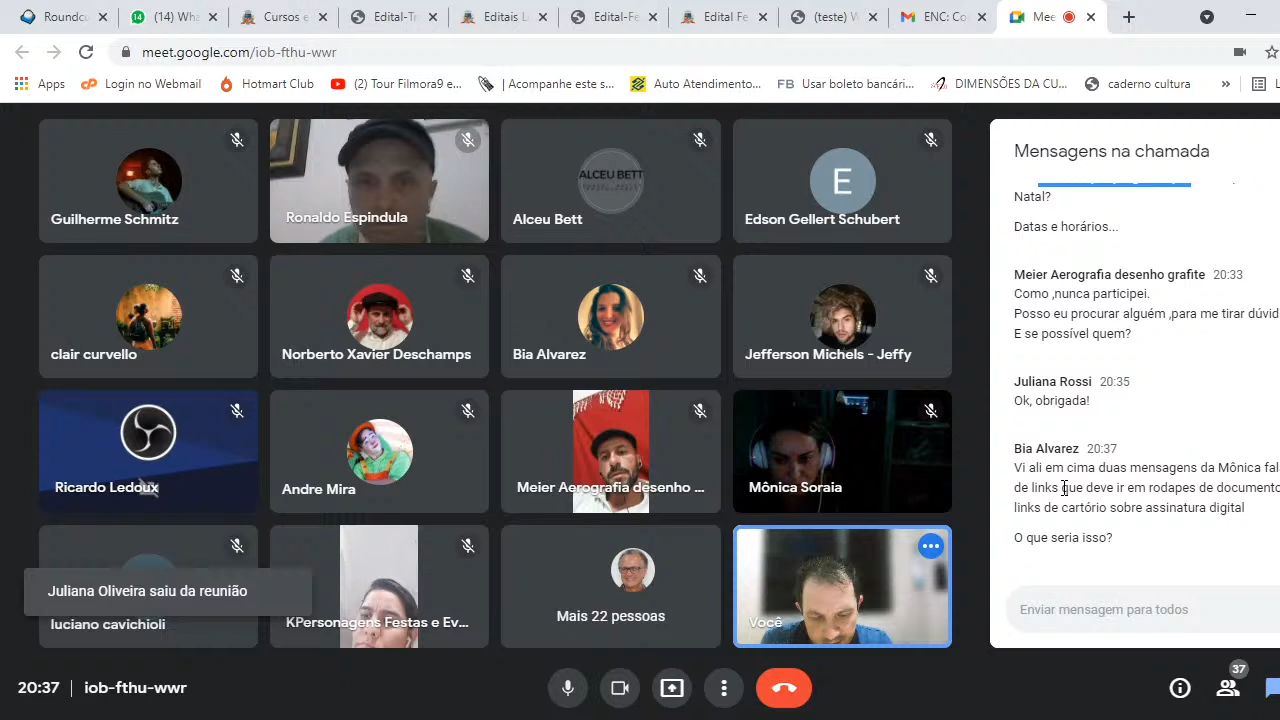 Roundcu
(14) Wha
Cursos e
Edital-Tr
Editais L
Edital-Fe
Edital Fe
(teste) W
ENC: Co
Mee
meet.google.com/iob-fthu-wwr
Apps
Login no Webmail
Hotmart Club
(2) Tour Filmora9 e...
| Acompanhe este s...
Auto Atendimento...
FB Usar boleto bancári...
DIMENSÕES DA CU...
caderno cultura
»
Guilherme Schmitz
Ronaldo Espindula
ALCEU BETT
Alceu Bett
E
Edson Gellert Schubert
clair curvello
Norberto Xavier Deschamps
Bia Alvarez
Jefferson Michels - Jeffy
Ricardo Ledoux
Andre Mira
Meier Aerografia desenho ...
Mônica Soraia
Juliana Oliveira saiu da reunião
luciano cavichioli
KPersonagens Festas e Ev...
Mais 22 pessoas
Você
Mensagens na chamada
Natal?
Datas e horários...
Meier Aerografia desenho grafite 20:33
Como ,nunca participei.
Posso eu procurar alguém ,para me tirar dúvid
E se possível quem?
Juliana Rossi 20:35
Ok, obrigada!
Bia Alvarez 20:37
Vi ali em cima duas mensagens da Mônica fal
de links que deve ir em rodapes de documento
links de cartório sobre assinatura digital
O que seria isso?
Enviar mensagem para todos
20:37 | iob-fthu-wwr
37